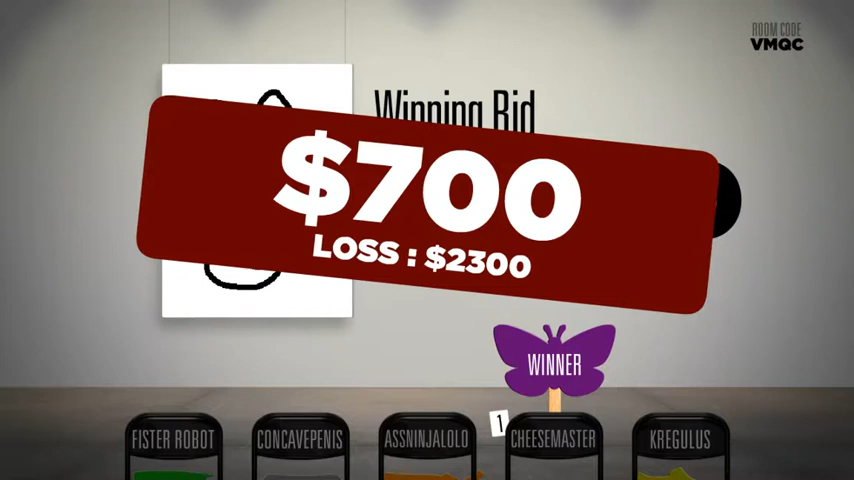 ROOM CODE
VMQC
Winning Bid
$700
LOSS : $2300
WINNER
1
FISTER ROBOT
CONCAVEPENIS
ASSNINJALOLO
CHEESEMASTER
KREGULUS